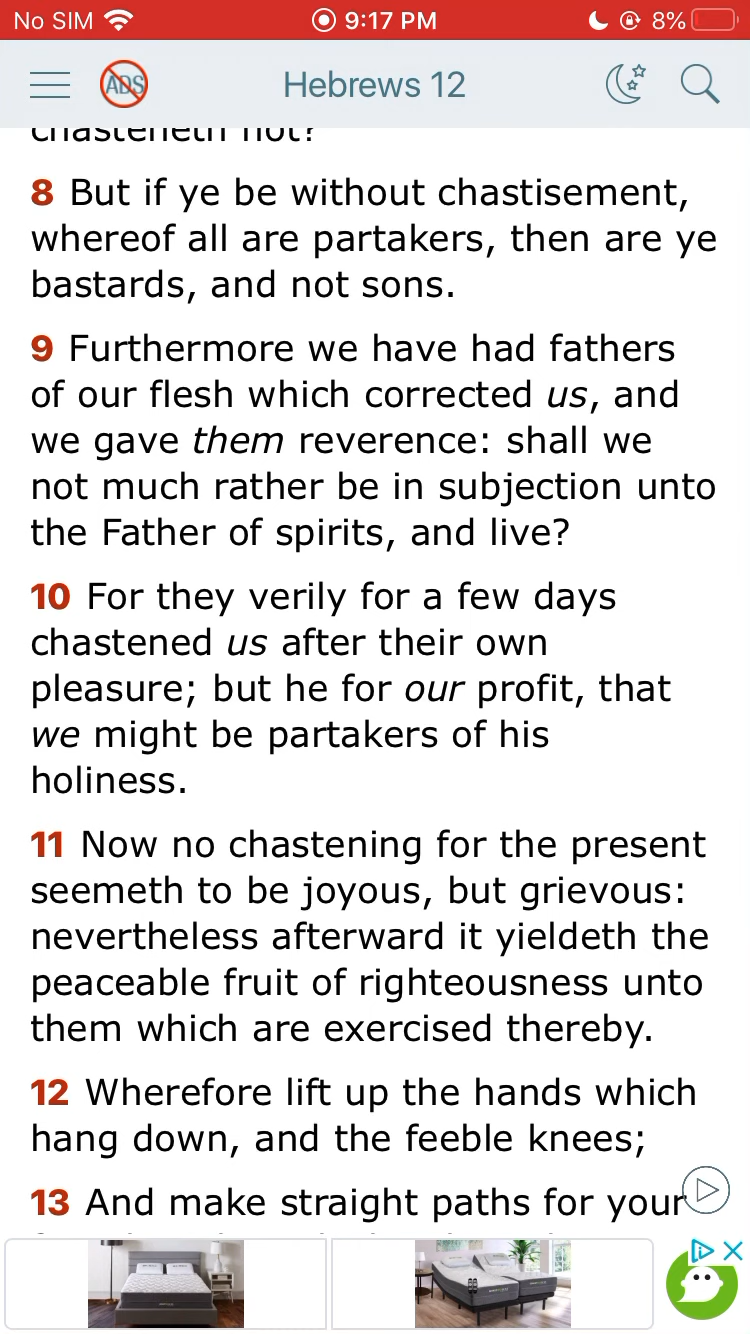 No SIM 9:17 PM 8%
ADS Hebrews 12
chasteneth not?
8 But if ye be without chastisement,
whereof all are partakers, then are ye
bastards, and not sons.
9 Furthermore we have had fathers
of our flesh which corrected us, and
we gave them reverence: shall we
not much rather be in subjection unto
the Father of spirits, and live?
10 For they verily for a few days
chastened us after their own
pleasure; but he for our profit, that
we might be partakers of his
holiness.
11 Now no chastening for the present
seemeth to be joyous, but grievous:
nevertheless afterward it yieldeth the
peaceable fruit of righteousness unto
them which are exercised thereby.
12 Wherefore lift up the hands which
hang down, and the feeble knees;
13 And make straight paths for your